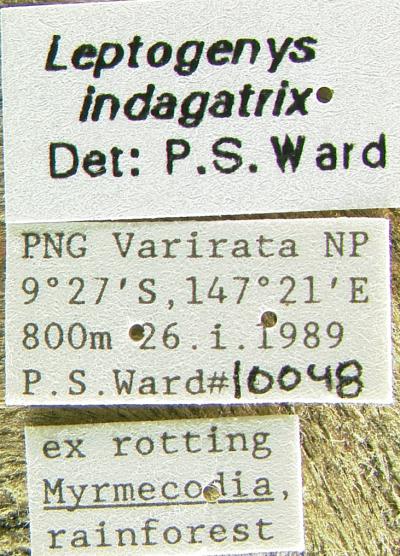 Leptogenys
indagatrix
Det: P.S.Ward
PNG Varirata NP
9°27'S,147°21'E
800m 26.i.1989
P.S.Ward#10048
ex rotting
Myrmecodia,
rainforest